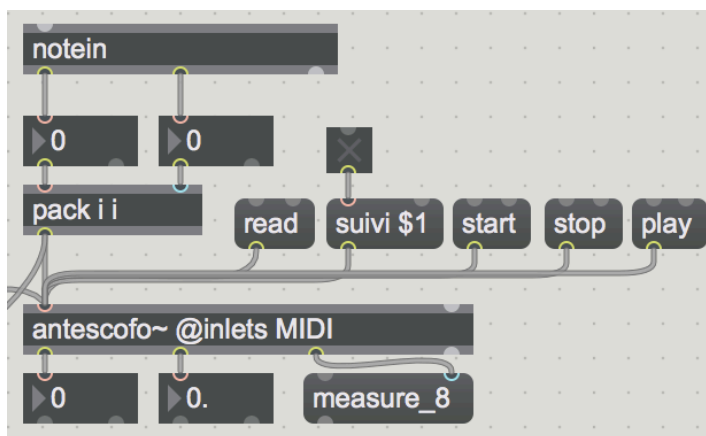 notein
0
0
pack i i
read
suivi $1
start
stop
play
antescofo~ @inlets MIDI
0
0.
measure_8